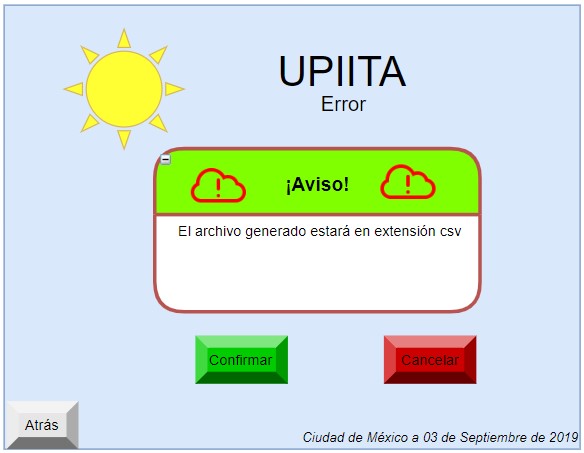 UPIITA
Error
¡Aviso!
El archivo generado estará en extensión csv
Confirmar
Cancelar
Atrás
Ciudad de México a 03 de Septiembre de 2019